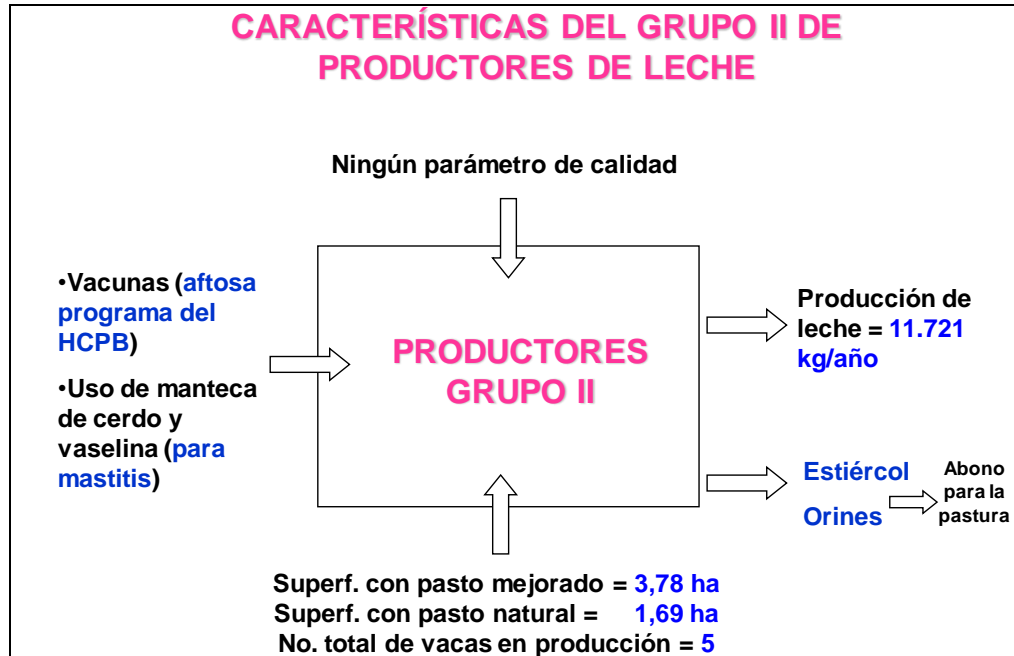 CARACTERÍSTICAS DEL GRUPO II DE
PRODUCTORES DE LECHE
Ningún parámetro de calidad
•Vacunas (aftosa
programa del
HCPB)
•Uso de manteca
de cerdo y
vaselina (para
mastitis)
PRODUCTORES
GRUPO II
Producción de
leche = 11.721
kg/año
Estiércol
Orines
Abono
para la
pastura
Superf. con pasto mejorado = 3,78 ha
Superf. con pasto natural = 1,69 ha
No. total de vacas en producción = 5